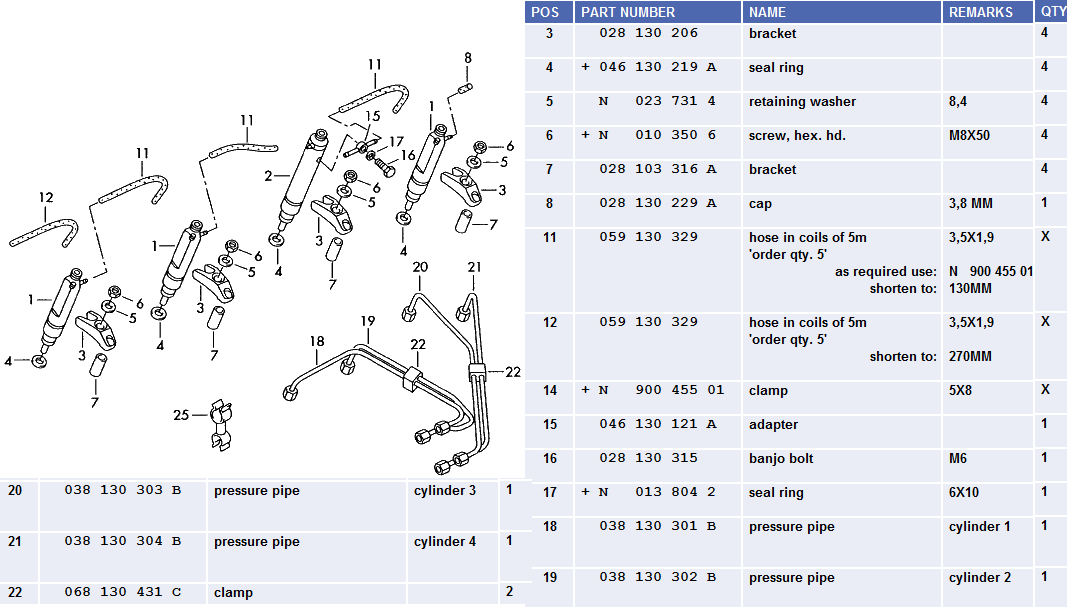 8
11
1
11
15
17
16
6
5
3
7
4
2
6
5
3
7
4
11
12
1
6
5
3
7
4
1
6
5
3
7
4
20
21
19
18
22
22
25
POS PART NUMBER NAME REMARKS QTY
3 028 130 206 bracket 4
4 + 046 130 219 A seal ring 4
5 N 023 731 4 retaining washer 8,4 4
6 + N 010 350 6 screw, hex. hd. M8X50 4
7 028 103 316 A bracket 4
8 028 130 229 A cap 3,8 MM 1
11 059 130 329 hose in coils of 5m 3,5X1,9 X
'order qty. 5'
as required use: N 900 455 01
shorten to: 130MM
12 059 130 329 hose in coils of 5m 3,5X1,9 X
'order qty. 5'
shorten to: 270MM
14 + N 900 455 01 clamp 5X8 X
15 046 130 121 A adapter 1
16 028 130 315 banjo bolt M6 1
17 + N 013 804 2 seal ring 6X10 1
18 038 130 301 B pressure pipe cylinder 1 1
19 038 130 302 B pressure pipe cylinder 2 1
20 038 130 303 B pressure pipe cylinder 3 1
21 038 130 304 B pressure pipe cylinder 4 1
22 068 130 431 C clamp 2